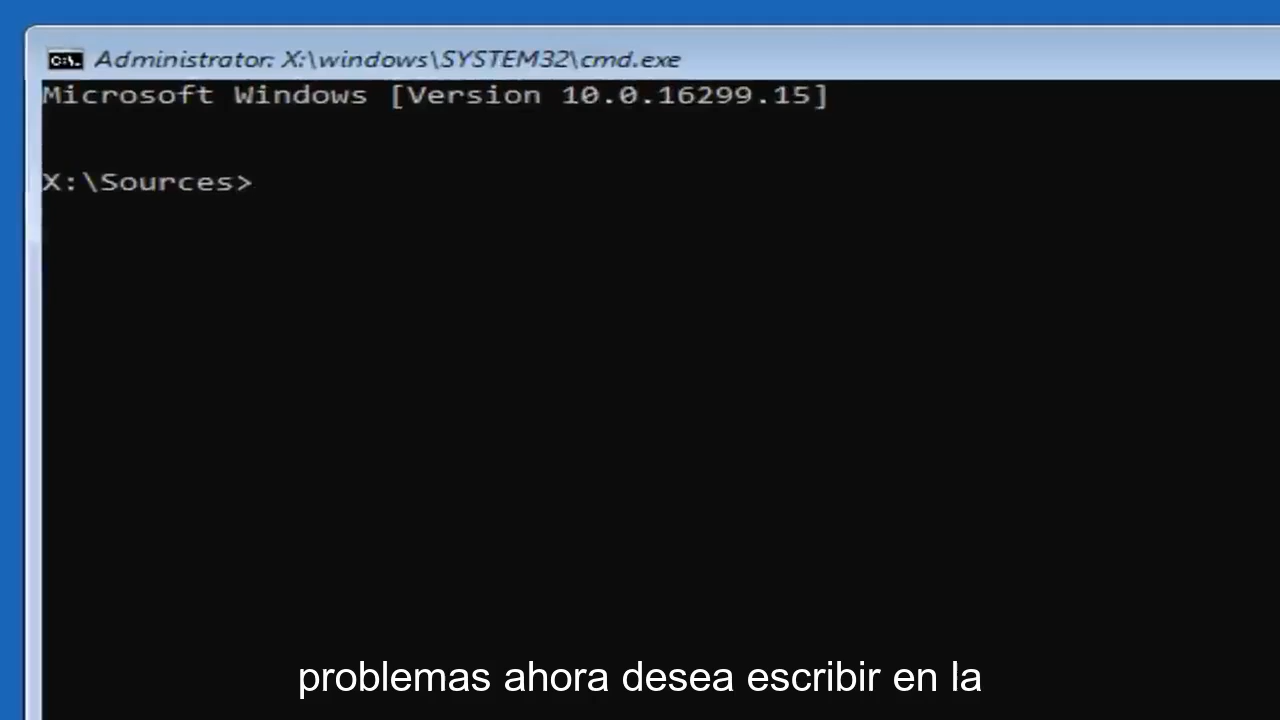 Administrator: X:\windows\SYSTEM32\cmd.exe
Microsoft Windows [Version 10.0.16299.15]
X:\Sources>
problemas ahora desea escribir en la